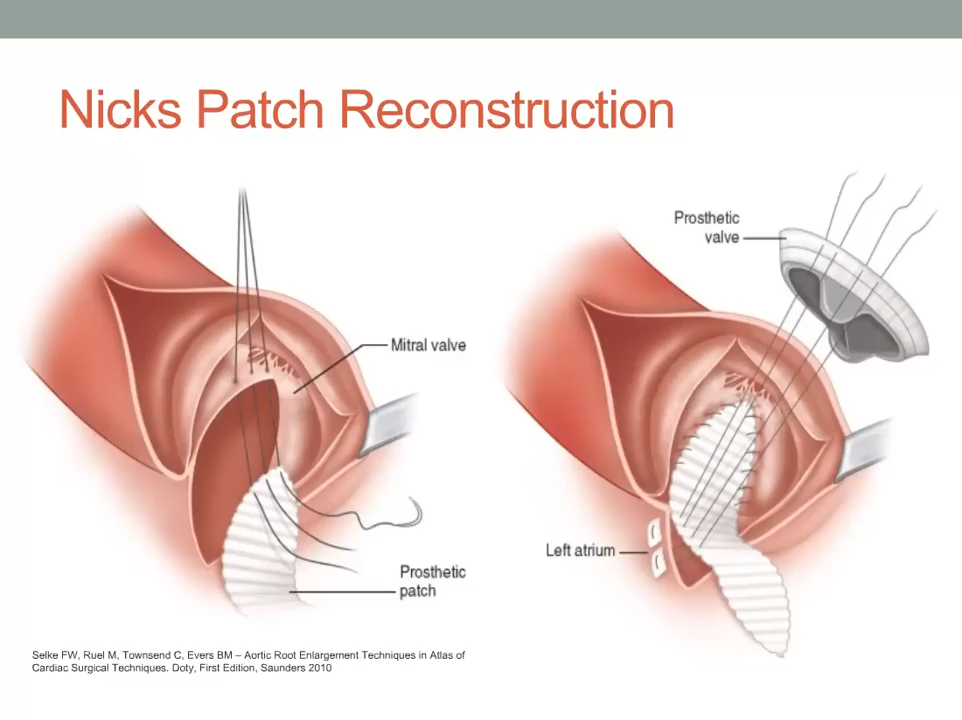 Nicks Patch Reconstruction
Prosthetic
valve
Mitral valve
Left atrium
Prosthetic
patch
Selke FW, Ruel M, Townsend C, Evers BM – Aortic Root Enlargement Techniques in Atlas of
Cardiac Surgical Techniques. Doty, First Edition, Saunders 2010